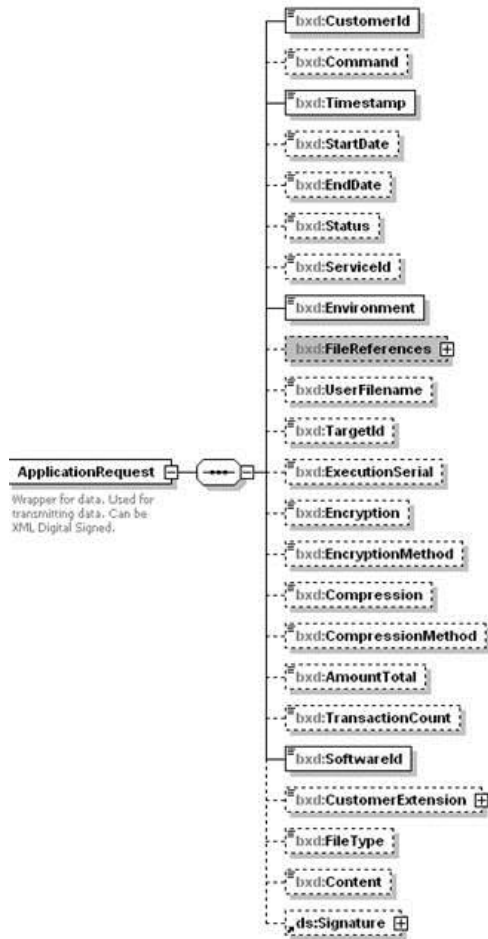 bxd:CustomerId
bxd:Command
bxd:Timestamp
bxd:StartDate
bxd:EndDate
bxd:Status
bxd:ServiceId
bxd:Environment
bxd:FileReferences
bxd:UserFilename
bxd:TargetId
ApplicationRequest
Wrapper for data. Used for
transmitting data. Can be
XML Digital Signed.
bxd:ExecutionSerial
bxd:Encryption
bxd:EncryptionMethod
bxd:Compression
bxd:CompressionMethod
bxd:AmountTotal
bxd:TransactionCount
bxd:SoftwareId
bxd:CustomerExtension
bxd:FileType
bxd:Content
ds:Signature